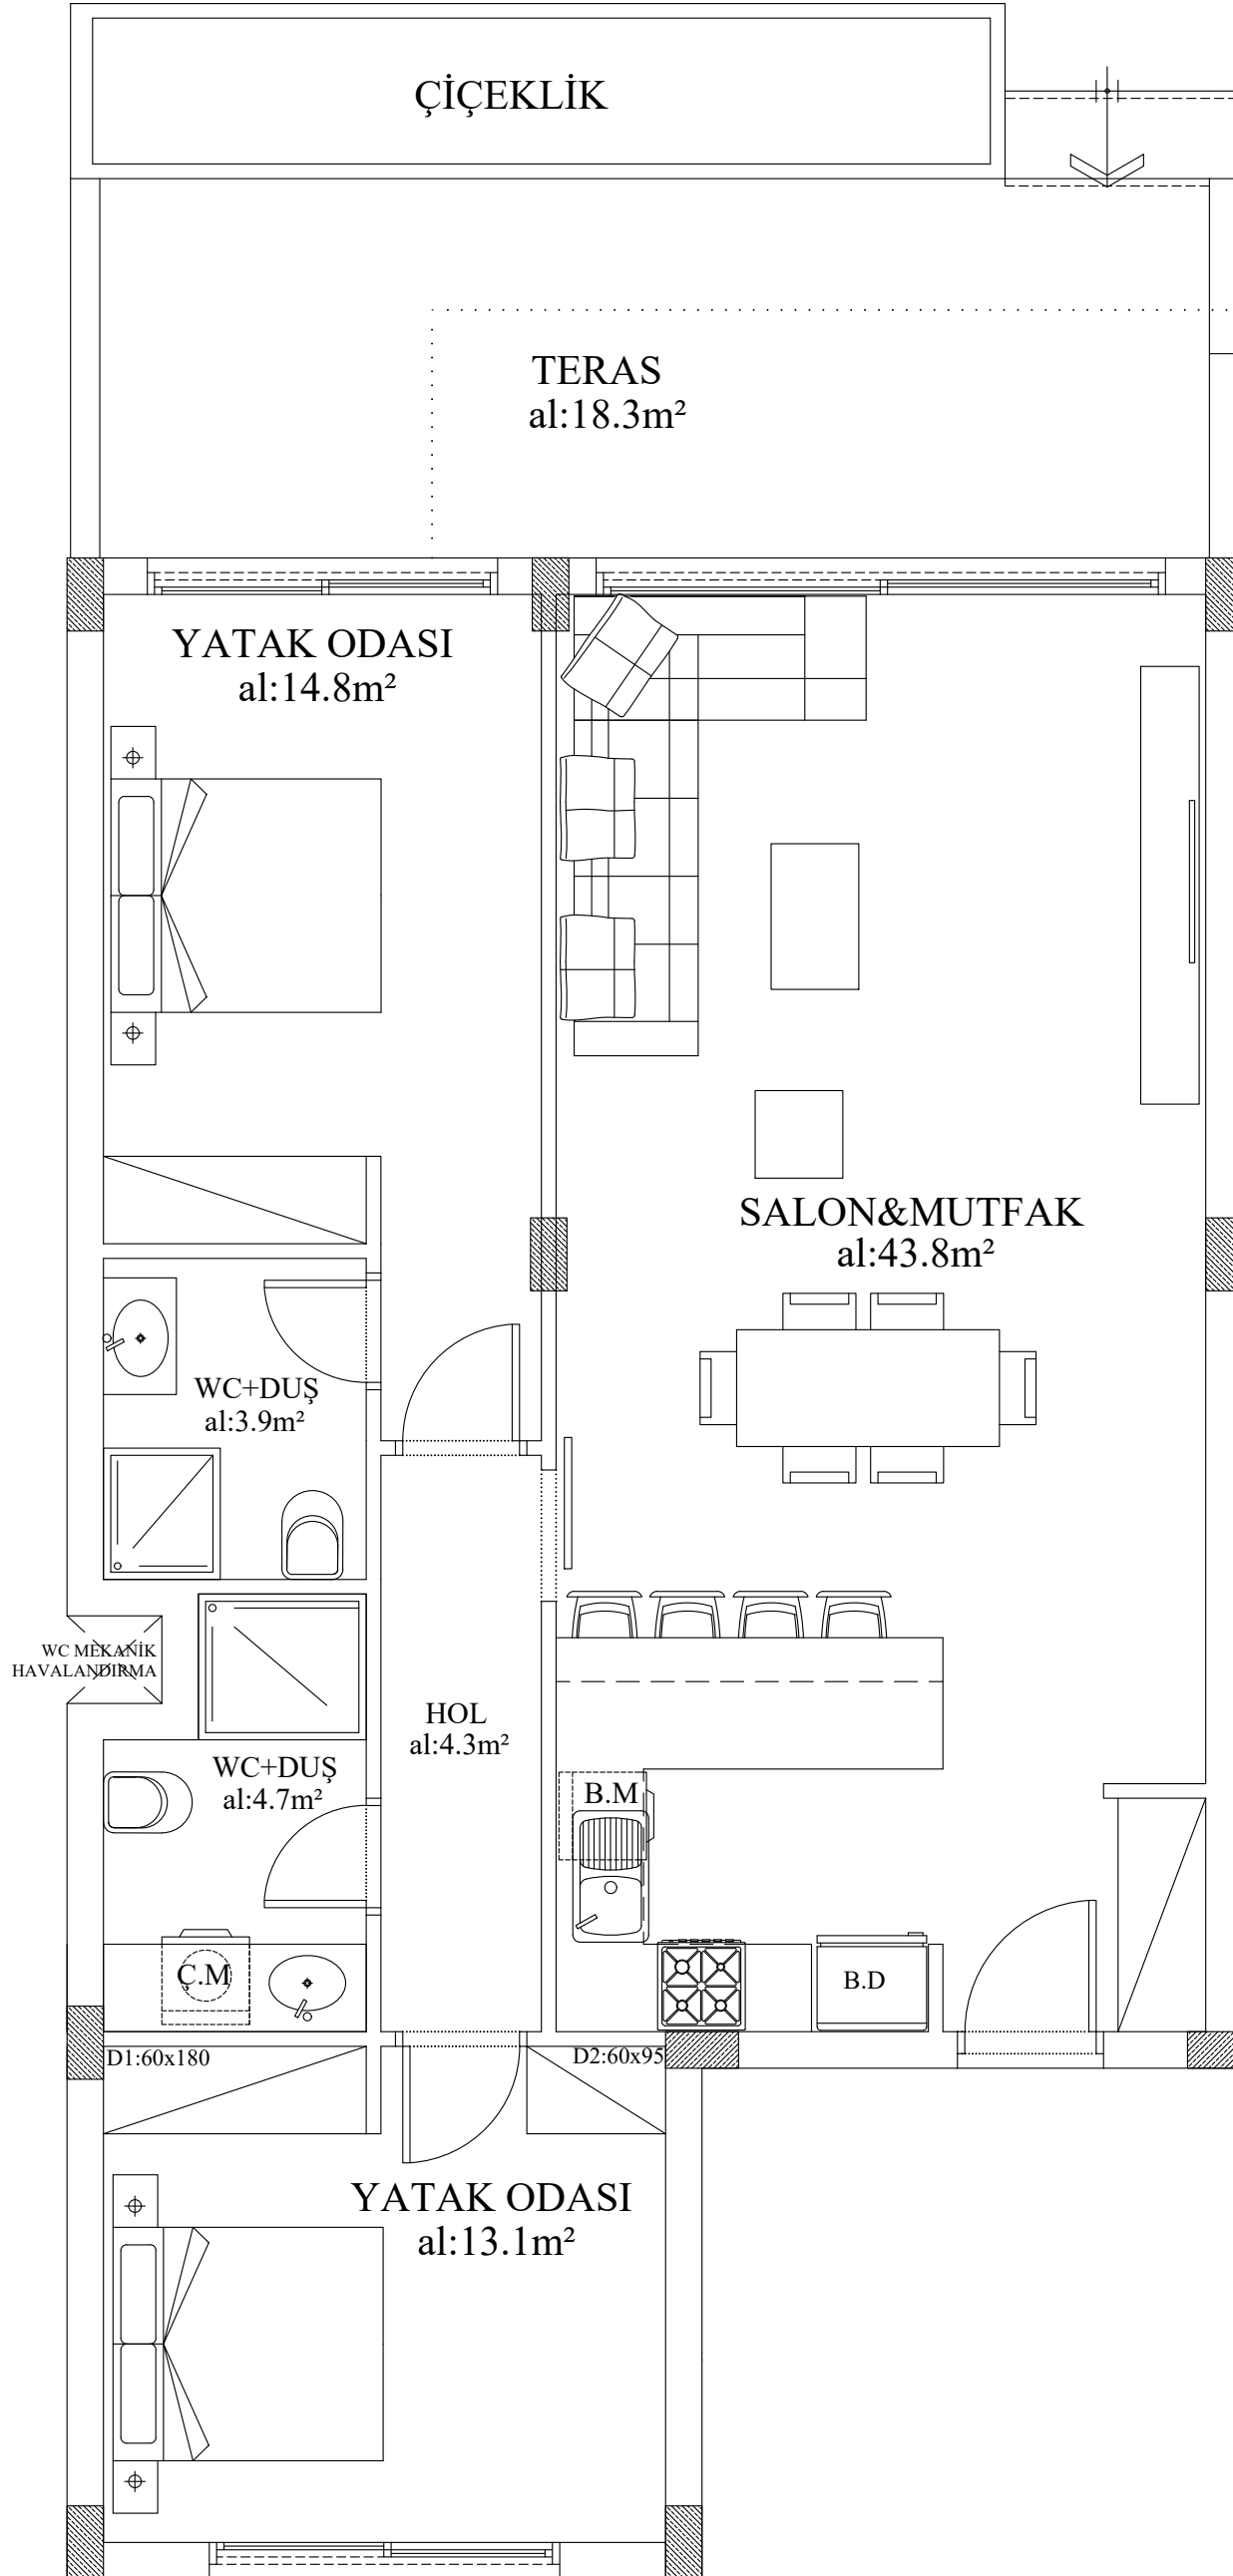 ÇİÇEKLİK
TERAS
al:18.3m²
YATAK ODASI
al:14.8m²
SALON&MUTFAK
al:43.8m²
WC+DUŞ
al:3.9m²
WC MEKANİK
HAVALANDIRMA
HOL
al:4.3m²
WC+DUŞ
al:4.7m²
B.M
Ç.M
B.D
D1:60x180
D2:60x95
YATAK ODASI
al:13.1m²